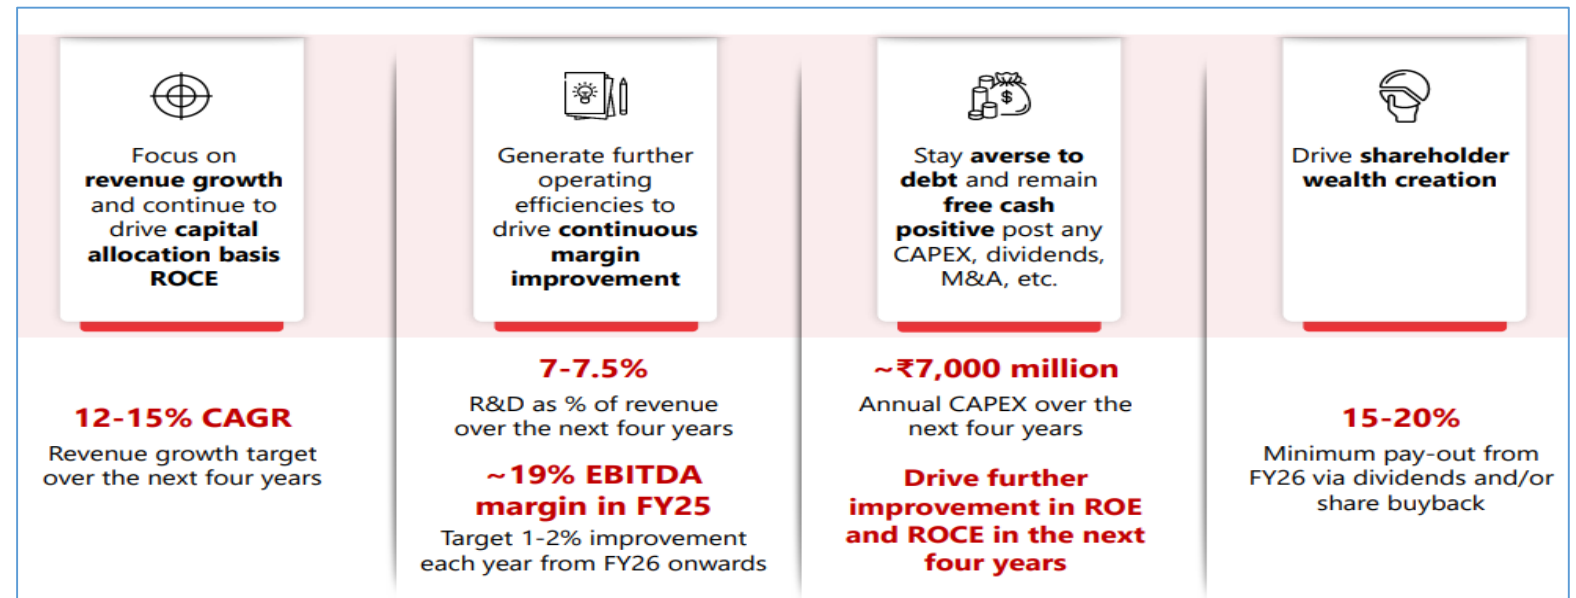 Focus on
revenue growth
and continue to
drive capital
allocation basis
ROCE
12-15% CAGR
Revenue growth target
over the next four years
Generate further
operating
efficiencies to
drive continuous
margin
improvement
7-7.5%
R&D as % of revenue
over the next four years
~19% EBITDA
margin in FY25
Target 1-2% improvement
each year from FY26 onwards
$
Stay averse to
debt and remain
free cash
positive post any
CAPEX, dividends,
M&A, etc.
~₹7,000 million
Annual CAPEX over the
next four years
Drive further
improvement in ROE
and ROCE in the next
four years
Drive shareholder
wealth creation
15-20%
Minimum pay-out from
FY26 via dividends and/or
share buyback